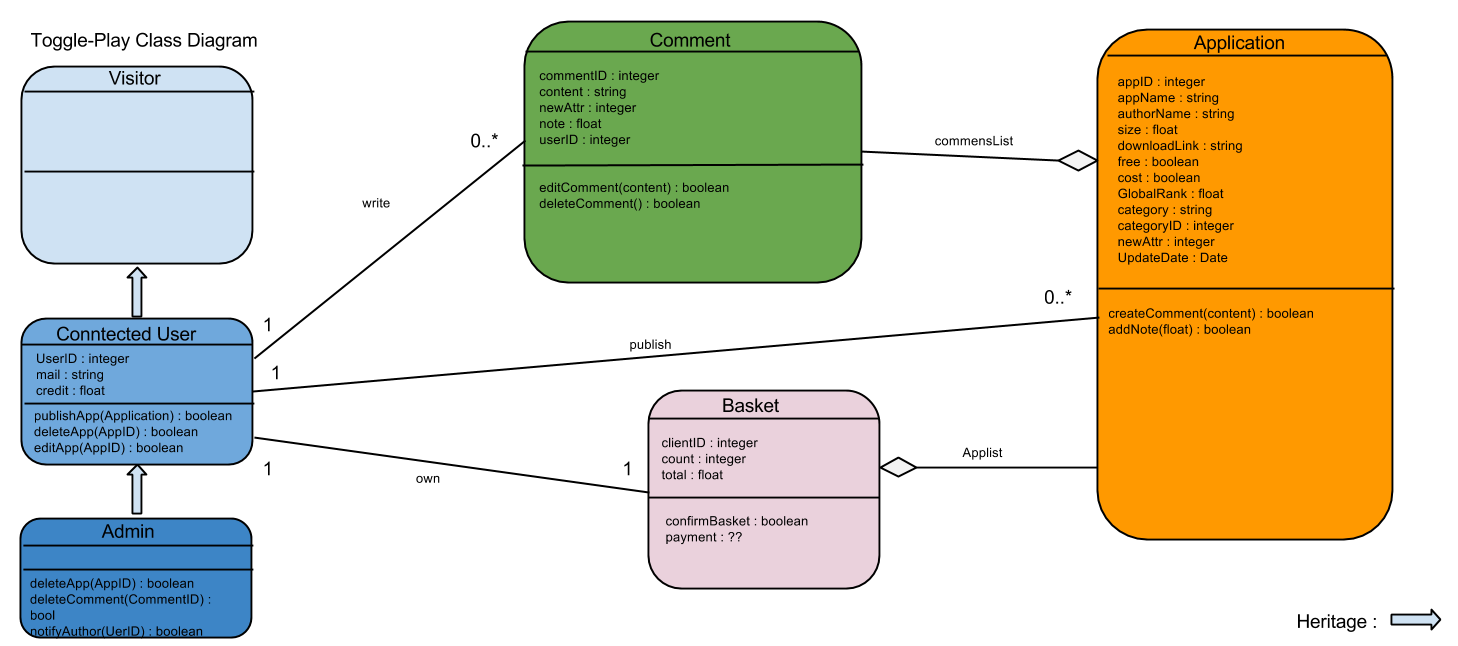 Toggle-Play Class Diagram
Visitor
Conntected User
UserID : integer
mail : string
credit : float
publishApp(Application) : boolean
deleteApp(AppID) : boolean
editApp(AppID) : boolean
Admin
deleteApp(AppID) : boolean
deleteComment(CommentID) :
bool
notifyAuthor(UerID) : boolean
write
0..*
1
publish
1
0..*
own
1
1
Comment
commentID : integer
content : string
newAttr : integer
note : float
userID : integer
editComment(content) : boolean
deleteComment() : boolean
commensList
Basket
clientID : integer
count : integer
total : float
confirmBasket : boolean
payment : ??
Applist
Application
appID : integer
appName : string
authorName : string
size : float
downloadLink : string
free : boolean
cost : boolean
GlobalRank : float
category : string
categoryID : integer
newAttr : integer
UpdateDate : Date
createComment(content) : boolean
addNote(float) : boolean
Heritage :